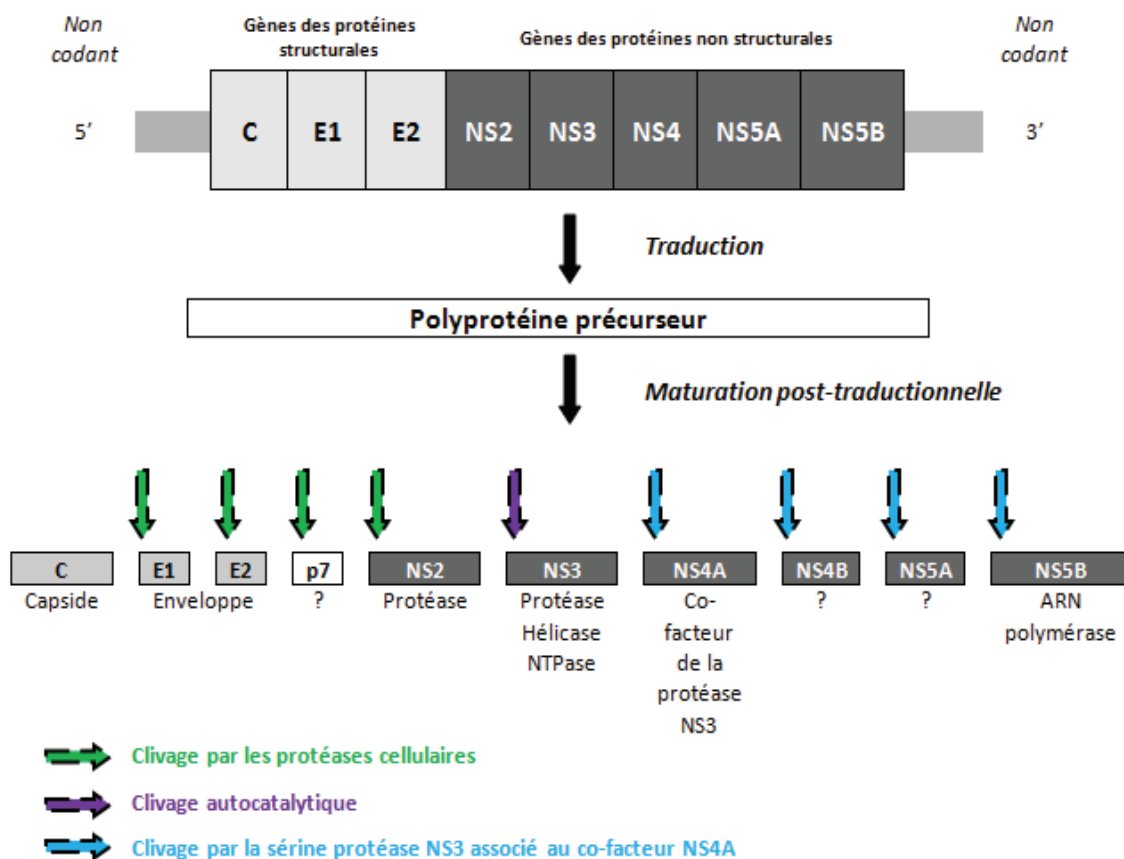 Non
codant
Gènes des protéines
structurales
Gènes des protéines non structurales
Non
codant
5’
C E1 E2 NS2 NS3 NS4 NS5A NS5B
3’
Traduction
Polyprotéine précurseur
Maturation post-traductionnelle
C E1 E2 p7 NS2 NS3 NS4A NS4B NS5A NS5B
Capside Enveloppe ? Protéase Protéase Co- ? ? ARN
Hélicase facteur polymérase
NTPase de la
protéase
NS3
Clivage par les protéases cellulaires
Clivage autocatalytique
Clivage par la sérine protéase NS3 associé au co-facteur NS4A